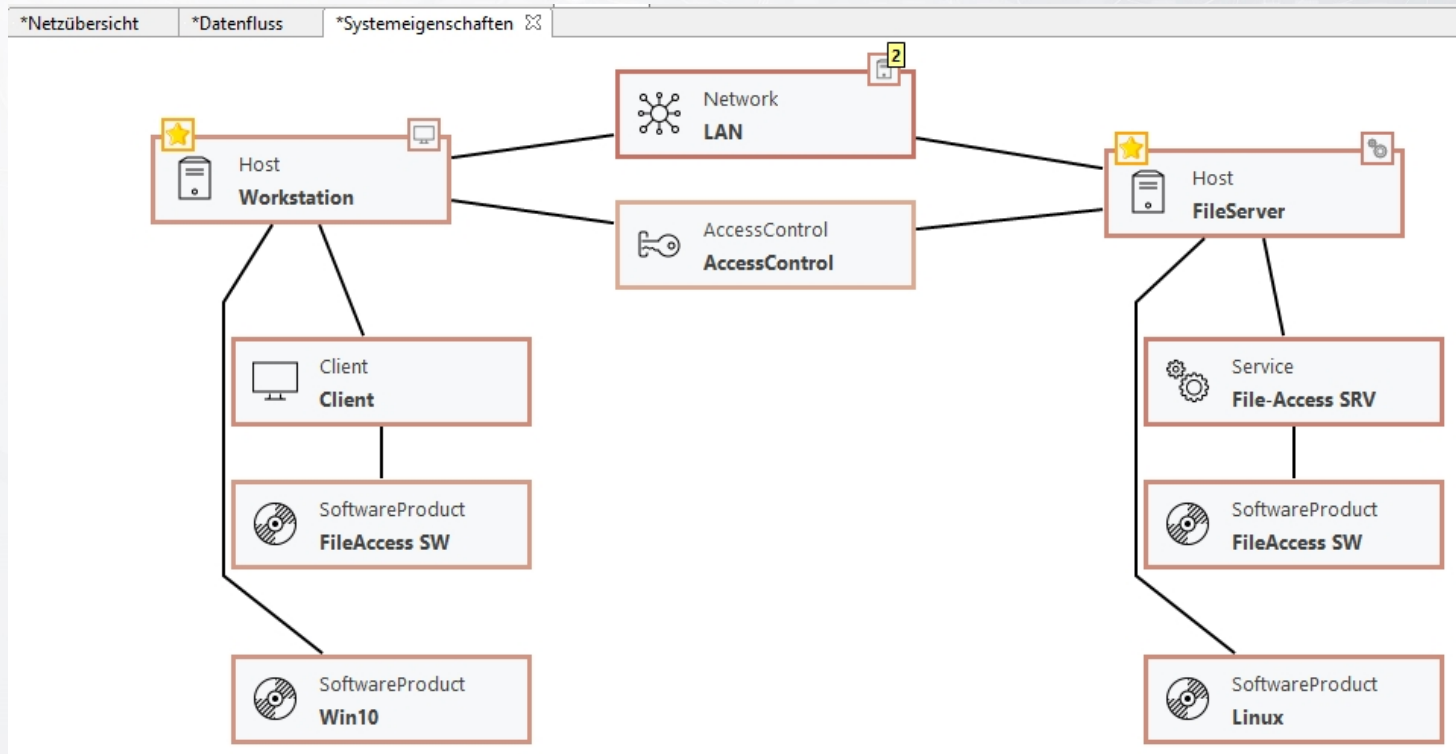 *Netzübersicht
*Datenfluss
*Systemeigenschaften
2
Network
LAN
Host
Workstation
Host
FileServer
AccessControl
AccessControl
Client
Client
Service
File-Access SRV
SoftwareProduct
FileAccess SW
SoftwareProduct
FileAccess SW
SoftwareProduct
Win10
SoftwareProduct
Linux